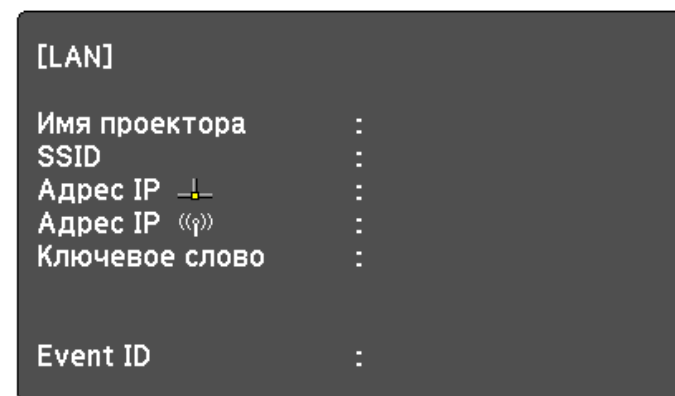 [LAN]
Имя проектора :
SSID :
Адрес IP :
Адрес IP :
Ключевое слово :
Event ID :